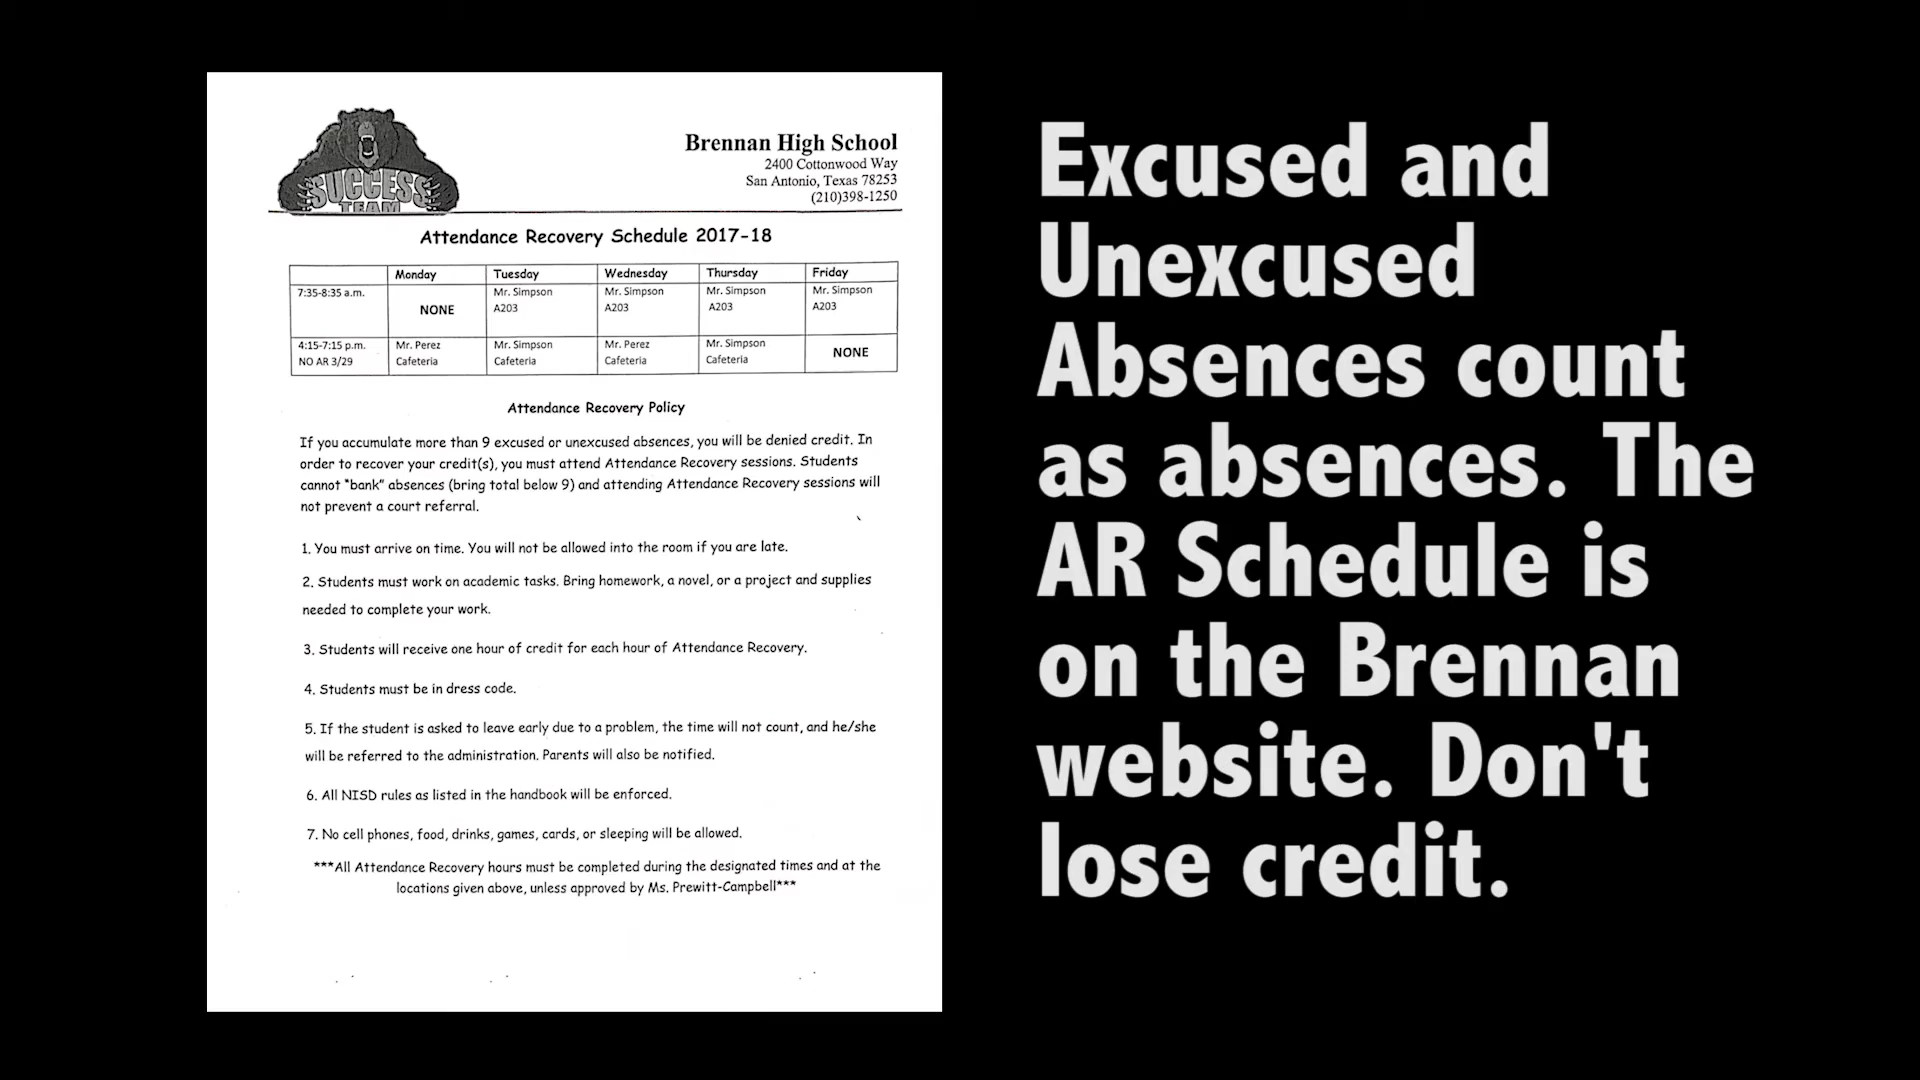 SUCCESS
TEAM
Brennan High School
2400 Cottonwood Way
San Antonio, Texas 78253
(210)398-1250
Attendance Recovery Schedule 2017-18
Monday Tuesday Wednesday Thursday Friday
7:35-8:35 a.m. NONE Mr. Simpson Mr. Simpson Mr. Simpson Mr. Simpson
A203 A203 A203 A203
4:15-7:15 p.m. Mr. Perez Mr. Simpson Mr. Perez Mr. Simpson NONE
NO AR 3/29 Cafeteria Cafeteria Cafeteria Cafeteria
Attendance Recovery Policy
If you accumulate more than 9 excused or unexcused absences, you will be denied credit. In
order to recover your credit(s), you must attend Attendance Recovery sessions. Students
cannot "bank" absences (bring total below 9) and attending Attendance Recovery sessions will
not prevent a court referral.
1. You must arrive on time. You will not be allowed into the room if you are late.
2. Students must work on academic tasks. Bring homework, a novel, or a project and supplies
needed to complete your work.
3. Students will receive one hour of credit for each hour of Attendance Recovery.
4. Students must be in dress code.
5. If the student is asked to leave early due to a problem, the time will not count, and he/she
will be referred to the administration. Parents will also be notified.
6. All NISD rules as listed in the handbook will be enforced.
7. No cell phones, food, drinks, games, cards, or sleeping will be allowed.
***All Attendance Recovery hours must be completed during the designated times and at the
locations given above, unless approved by Ms. Prewitt-Campbell***
Excused and
Unexcused
Absences count
as absences. The
AR Schedule is
on the Brennan
website. Don't
lose credit.